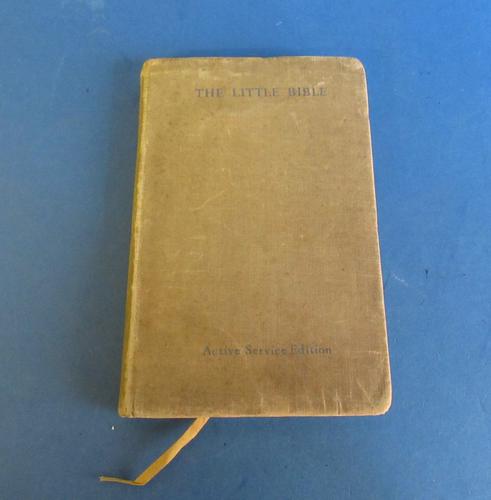 THE LITTLE BIBLE
Active Service Edition